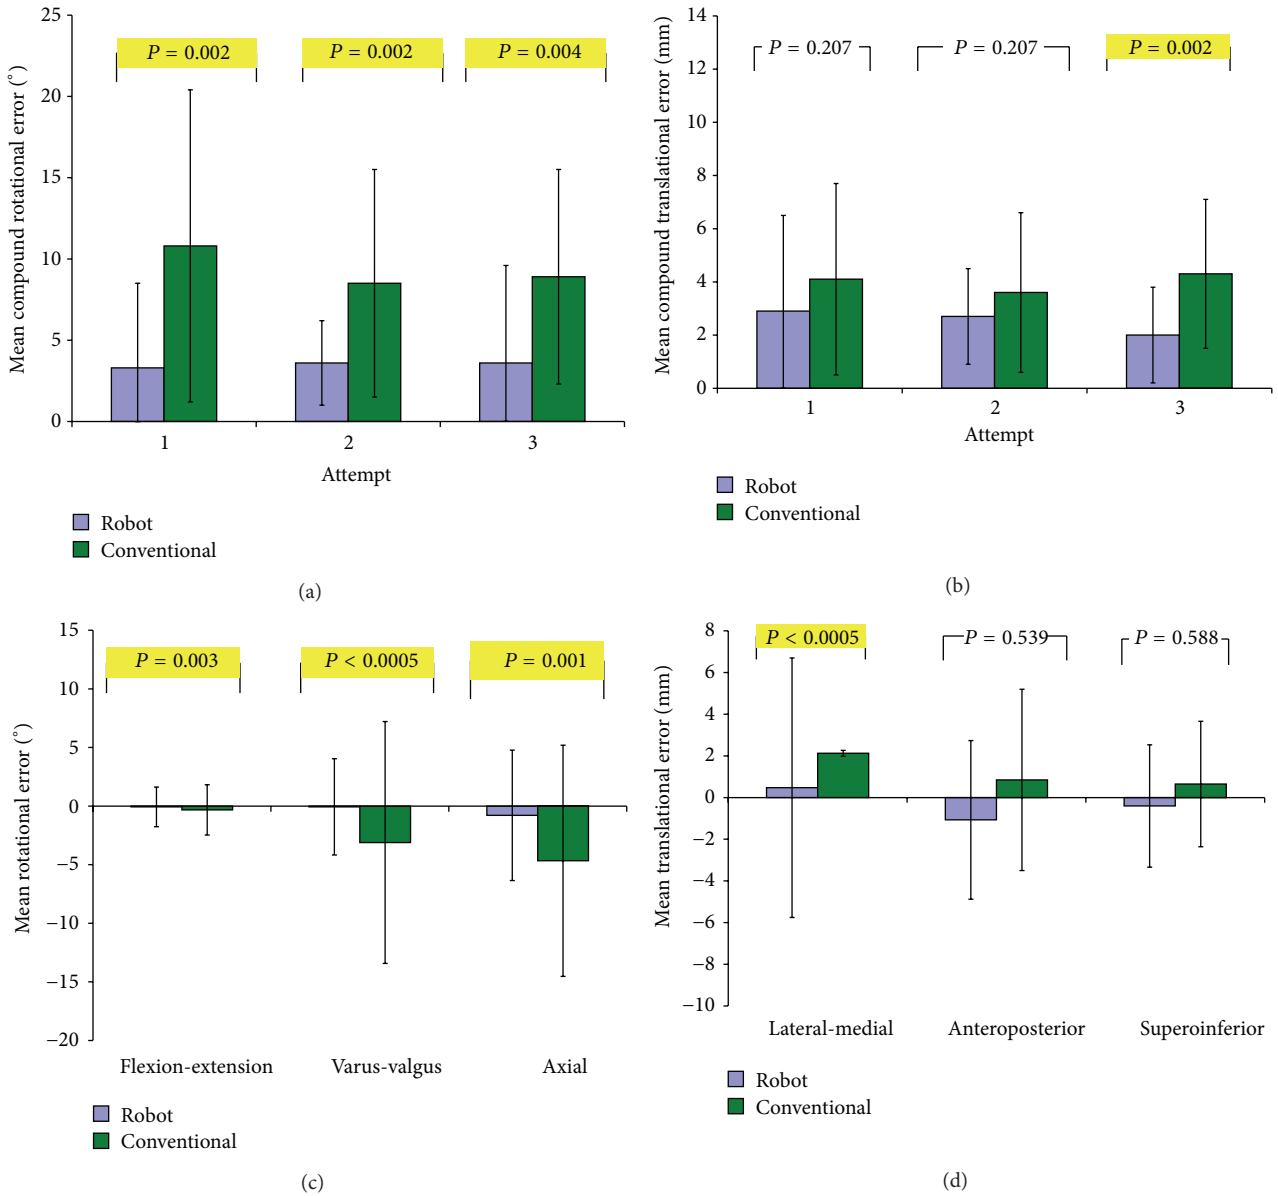 Mean compound rotational error (°)
25
20
15
10
5
0
P = 0.002
P = 0.002
P = 0.004
1
2
3
Attempt
Robot
Conventional
(a)
Mean compound translational error (mm)
14
12
10
8
6
4
2
0
P = 0.207
P = 0.207
P = 0.002
1
2
3
Attempt
Robot
Conventional
(b)
Mean rotational error (°)
15
10
5
0
−5
−10
−15
−20
P = 0.003
P < 0.0005
P = 0.001
Flexion-extension
Varus-valgus
Axial
Robot
Conventional
(c)
Mean translational error (mm)
8
6
4
2
0
−2
−4
−6
−8
−10
P < 0.0005
P = 0.539
P = 0.588
Lateral-medial
Anteroposterior
Superoinferior
Robot
Conventional
(d)